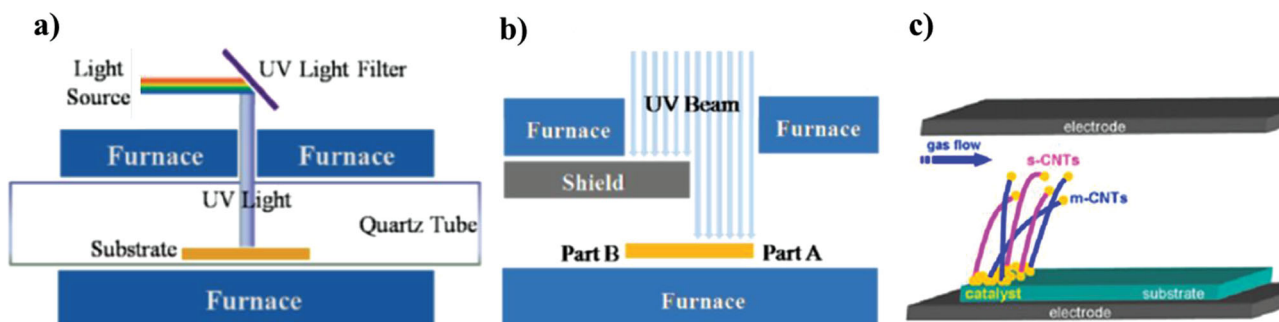 a)
Light
Source
UV Light Filter
Furnace
Furnace
UV Light
Quartz Tube
Substrate
Furnace
b)
UV Beam
Furnace
Furnace
Shield
Part B
Part A
Furnace
c)
electrode
gas flow
s-CNTs
m-CNTs
catalyst
substrate
electrode